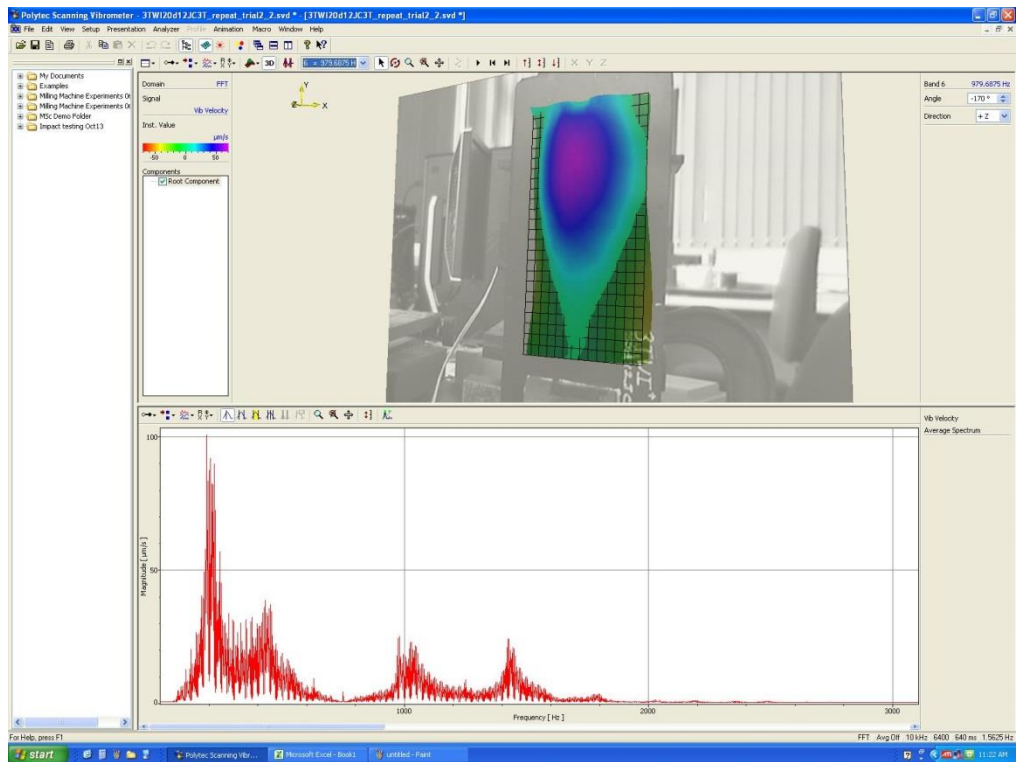 Polytec Scanning Vibrometer - 3TWI20d12JC3T_repeat_trial2_2.svd * - [3TWI20d12JC3T_repeat_trial2_2.svd *]
File Edit View Setup Presentation Analyzer Profile Animation Macro Window Help
6 = 979.6875 H
3D
My Documents
Examples
Milling Machine Experiments
Milling Machine Experiments
MSc Demo Folder
Impact testing Oct13
Domain FFT
Signal
Vib Velocity
Inst. Value
µm/s
-50 0 50
Components
Root Component
Y
X
Band 6 979.6875 Hz
Angle -170 °
Direction +Z
Vib Velocity
Average Spectrum
100
50
0
Magnitude [ µm/s ]
1000 2000 3000
Frequency [ Hz ]
For Help, press F1
FFT Avg Off 10 kHz 6400 640 ms 1.5625 Hz
start
Polytec Scanning Vibr...
Microsoft Excel - Book1
untitled - Paint
11:22 AM